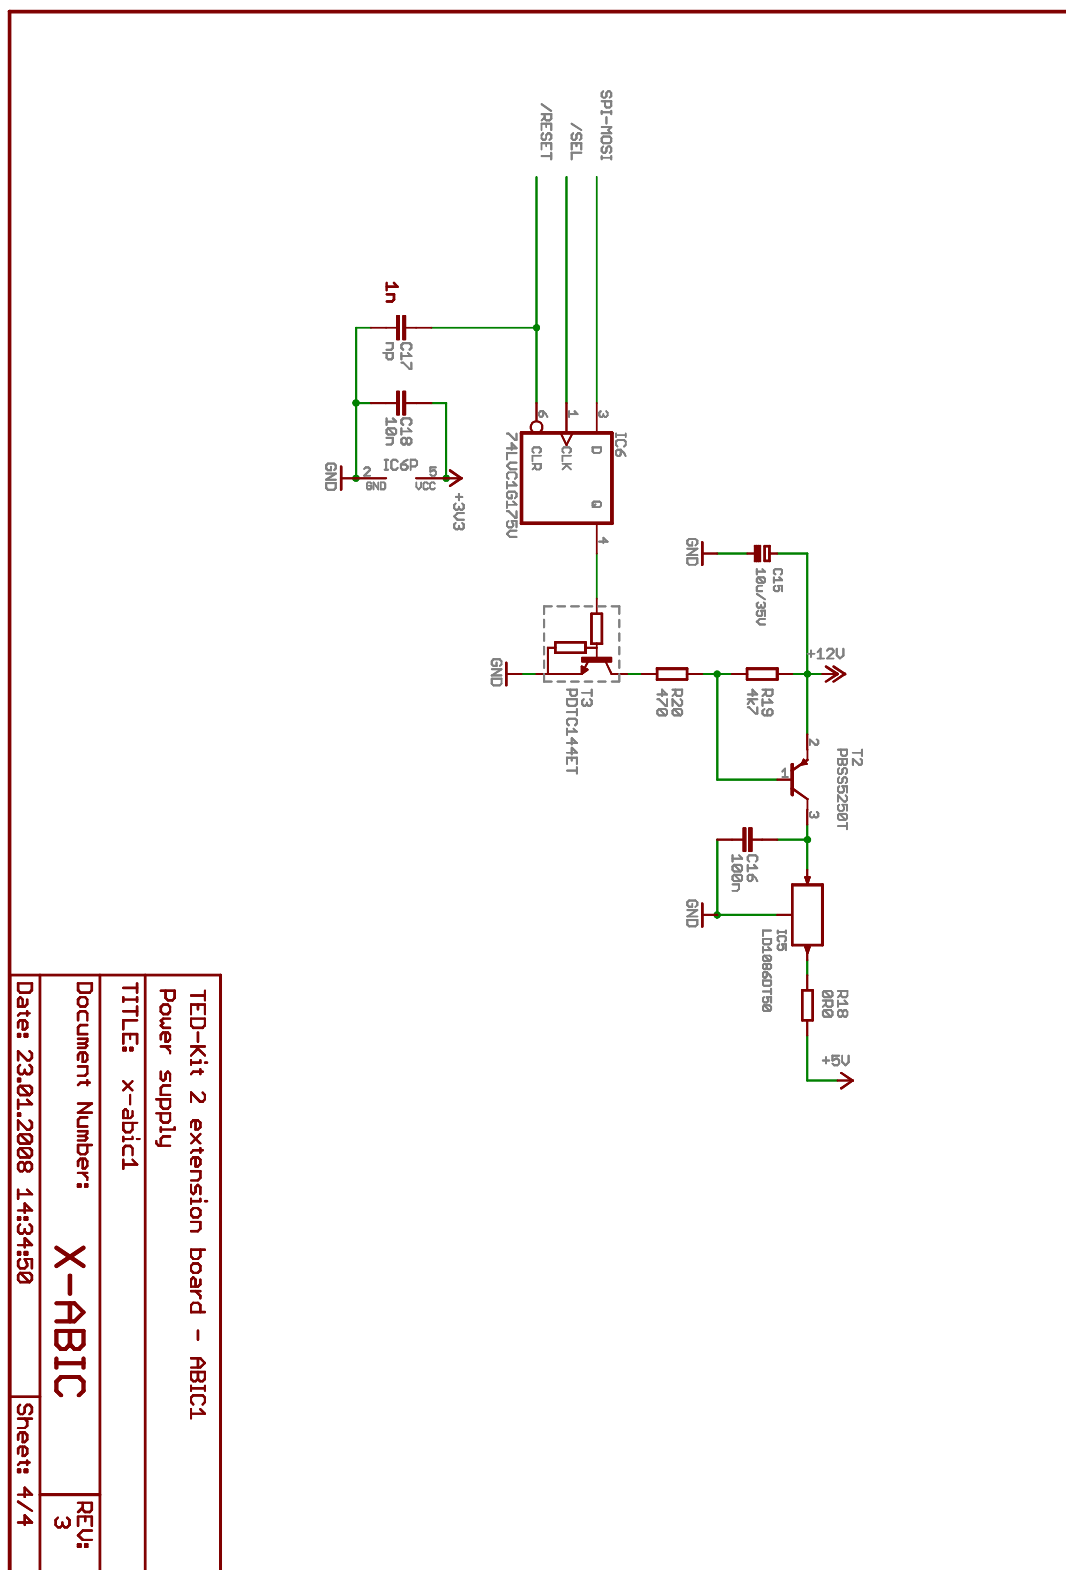 SPI-MOSI
/SEL
/RESET
1n
C17
np
C18
10n
IC6P
2
GND
5
VCC
GND
+3V3
6
1
3
IC6
D
CLK
CLR
Q
74LVC1G175V
4
GND
C15
10u/35V
+12V
R19
4k7
R20
470
T3
PDTC144ET
GND
2
1
3
T2
PBSS5250T
C16
100n
GND
IC5
LD1086DT50
R18
0R0
+5V
TED-Kit 2 extension board - ABIC1
Power supply
TITLE: x-abic1
Document Number:
X-ABIC
REV:
3
Date: 23.01.2008 14:34:50
Sheet: 4/4